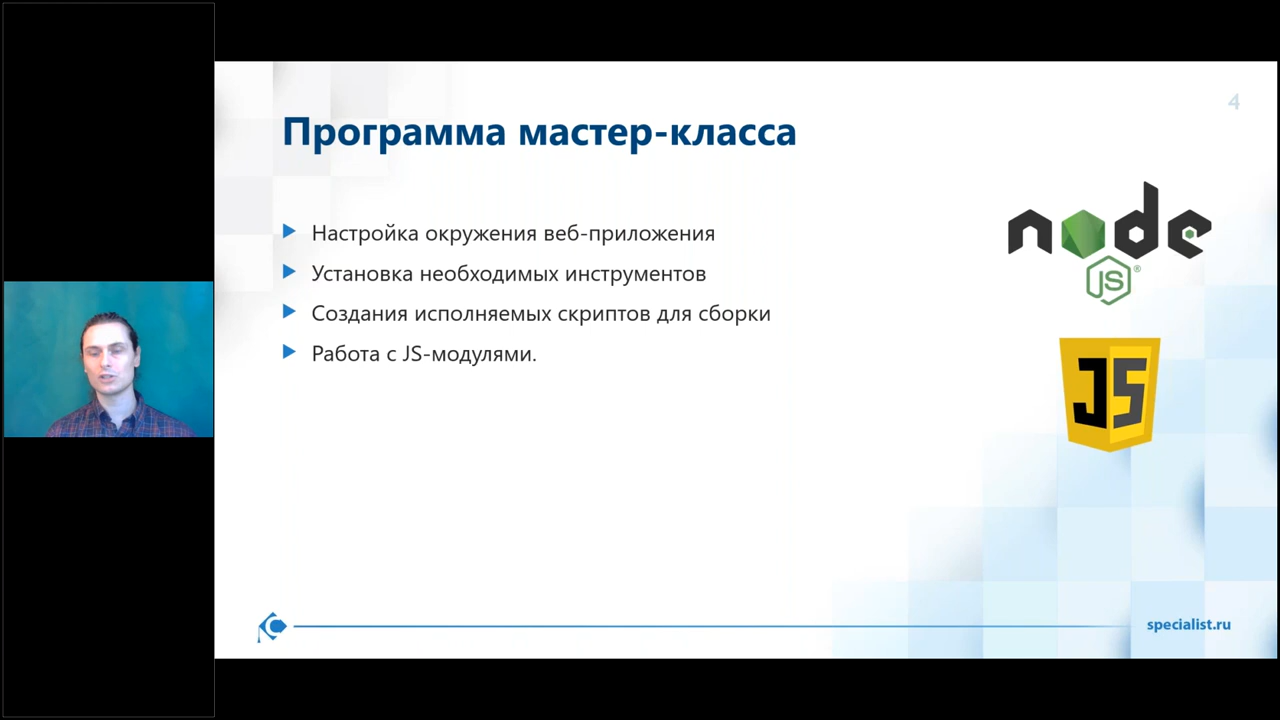 4
Программа мастер-класса
Настройка окружения веб-приложения
Установка необходимых инструментов
Создания исполняемых скриптов для сборки
Работа с JS-модулями.
node
JS®
JS
specialist.ru